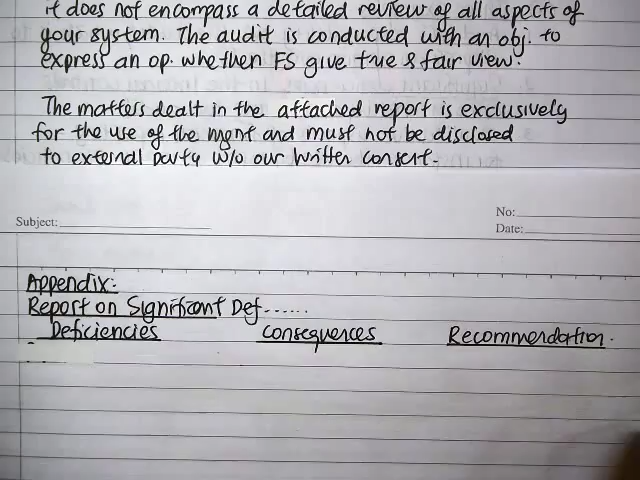 it does not encompass a detailed review of all aspects of
your system. The audit is conducted with an obj. to
express an op. whether FS give true & fair view.
The matters dealt in the attached report is exclusively
for the use of the mgnt and must not be disclosed
to external party w/o our written consent.
No:
Subject:
Date:
Appendix:
Report on Significant Def......
Deficiencies Consequences Recommendation.